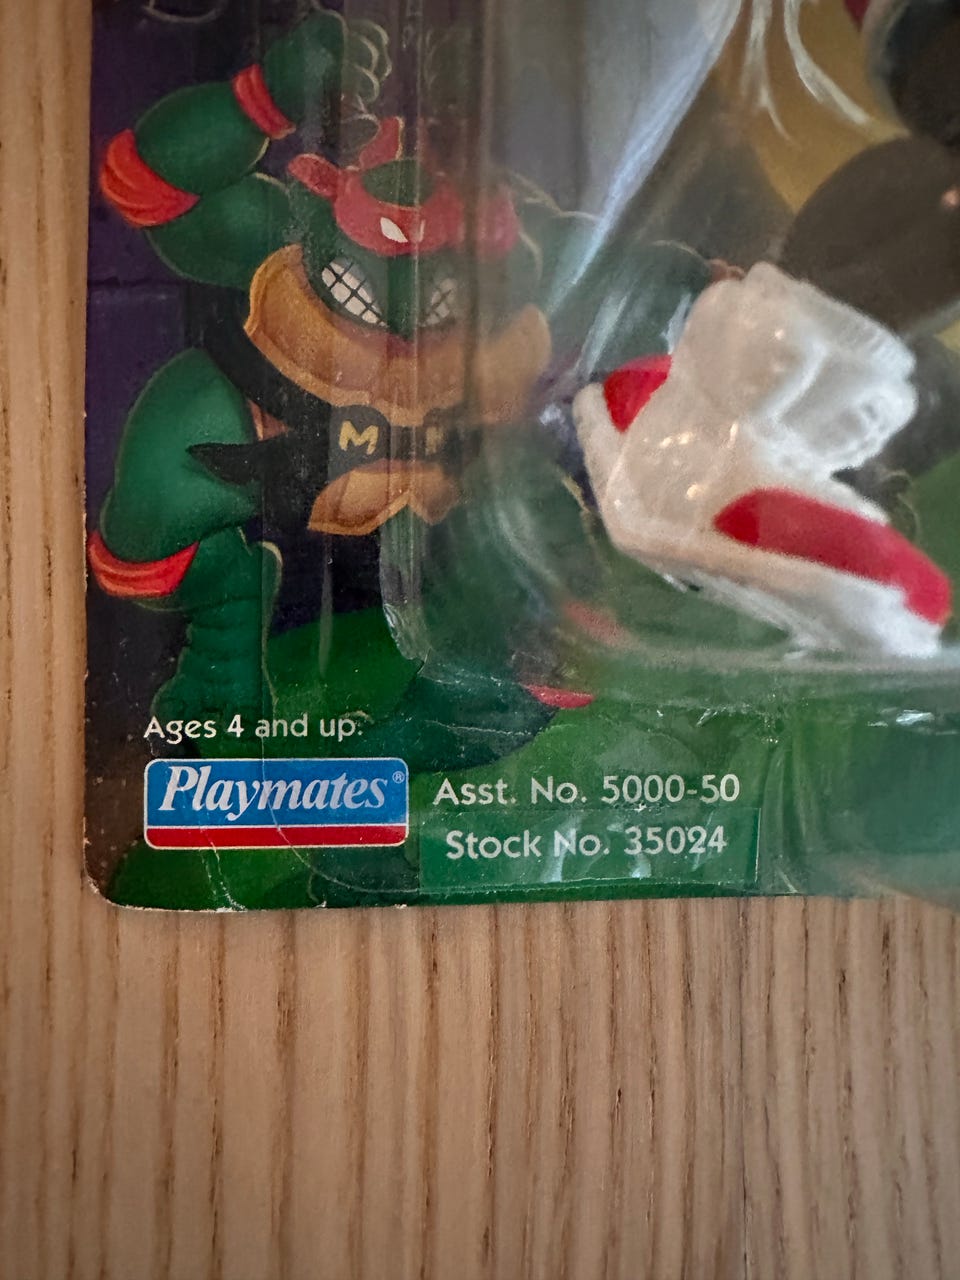 M
Ages 4 and up.
Playmates®
Asst. No. 5000-50
Stock No. 35024